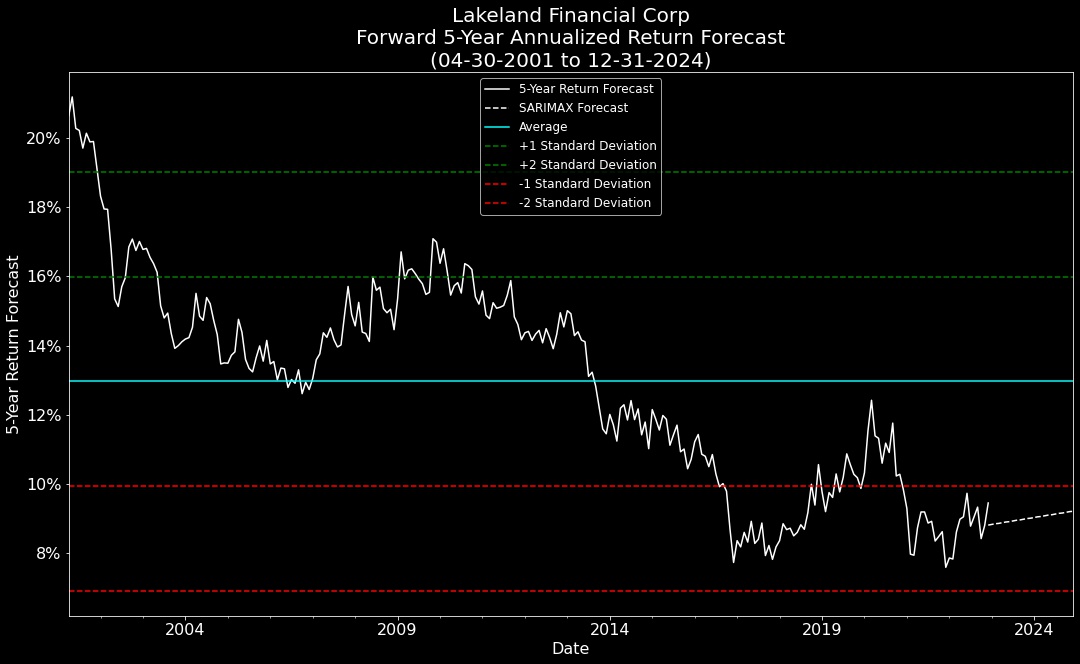 Lakeland Financial Corp
Forward 5-Year Annualized Return Forecast
(04-30-2001 to 12-31-2024)
5-Year Return Forecast
SARIMAX Forecast
Average
+1 Standard Deviation
+2 Standard Deviation
-1 Standard Deviation
-2 Standard Deviation
5-Year Return Forecast
20%
18%
16%
14%
12%
10%
8%
2004
2009
2014
2019
2024
Date